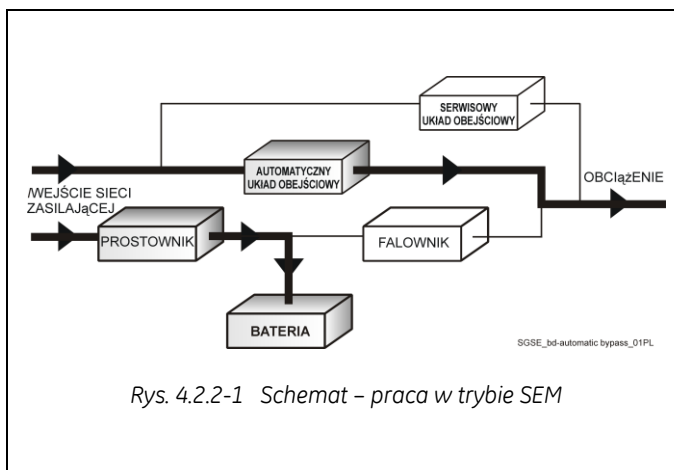 SERWISOWY
UKIAD OBEJŚCIOWY
AUTOMATYCZNY
UKIAD OBEJŚCIOWY
OBCIążENIE
/WEJŚCIE SIECI
ZASILAJĄCEJ
PROSTOWNIK
FALOWNIK
BATERIA
SGSE_bd-automatic bypass_01PL
Rys. 4.2.2-1 Schemat – praca w trybie SEM